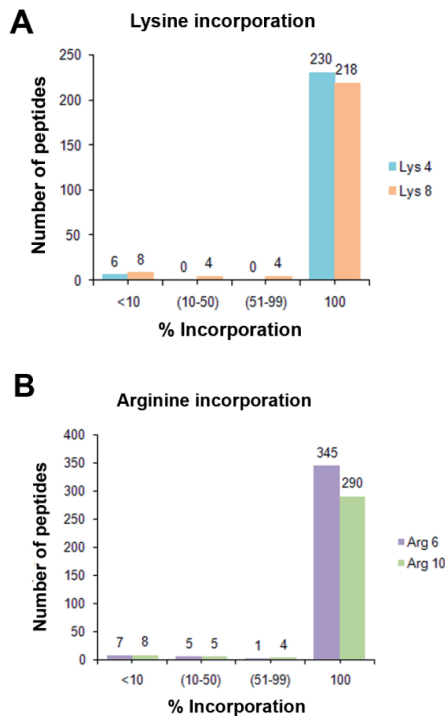 A
Lysine incorporation
Number of peptides
250
200
150
100
50
0
6 8 0 4 0 4 230 218
<10 (10-50) (51-99) 100
% Incorporation
Lys 4
Lys 8
B
Arginine incorporation
Number of peptides
400
350
300
250
200
150
100
50
0
7 8 5 5 1 4 345 290
<10 (10-50) (51-99) 100
% Incorporation
Arg 6
Arg 10